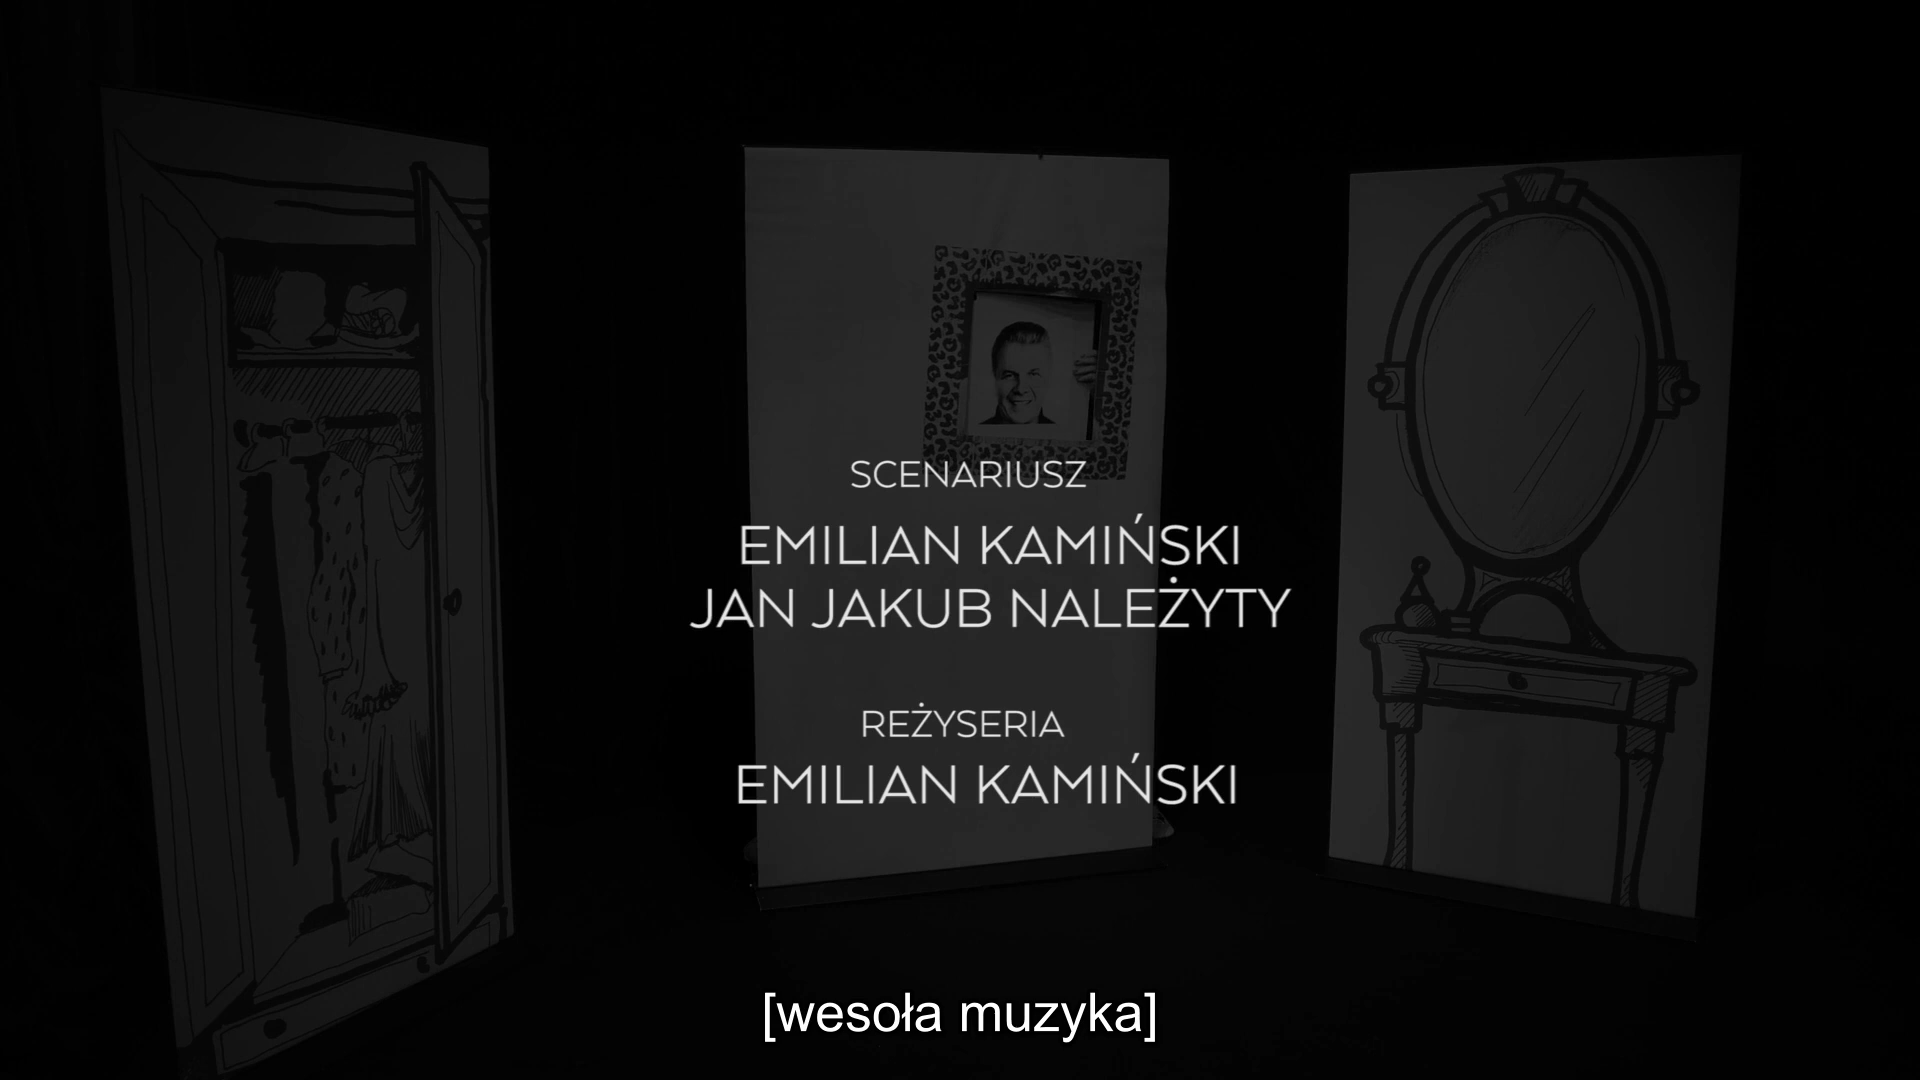 SCENARIUSZ
EMILIAN KAMIŃSKI
JAN JAKUB NALEŻYTY
REŻYSERIA
EMILIAN KAMIŃSKI
[wesoła muzyka]